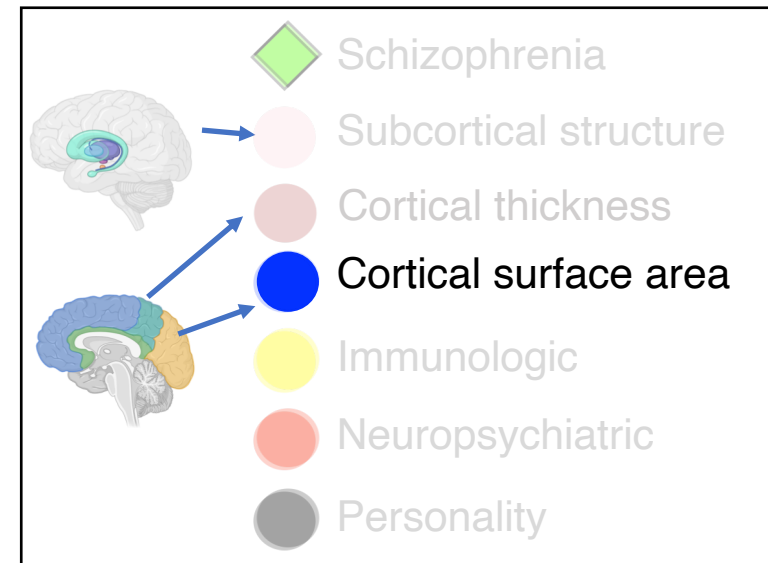 Schizophrenia
Subcortical structure
Cortical thickness
Cortical surface area
Immunologic
Neuropsychiatric
Personality